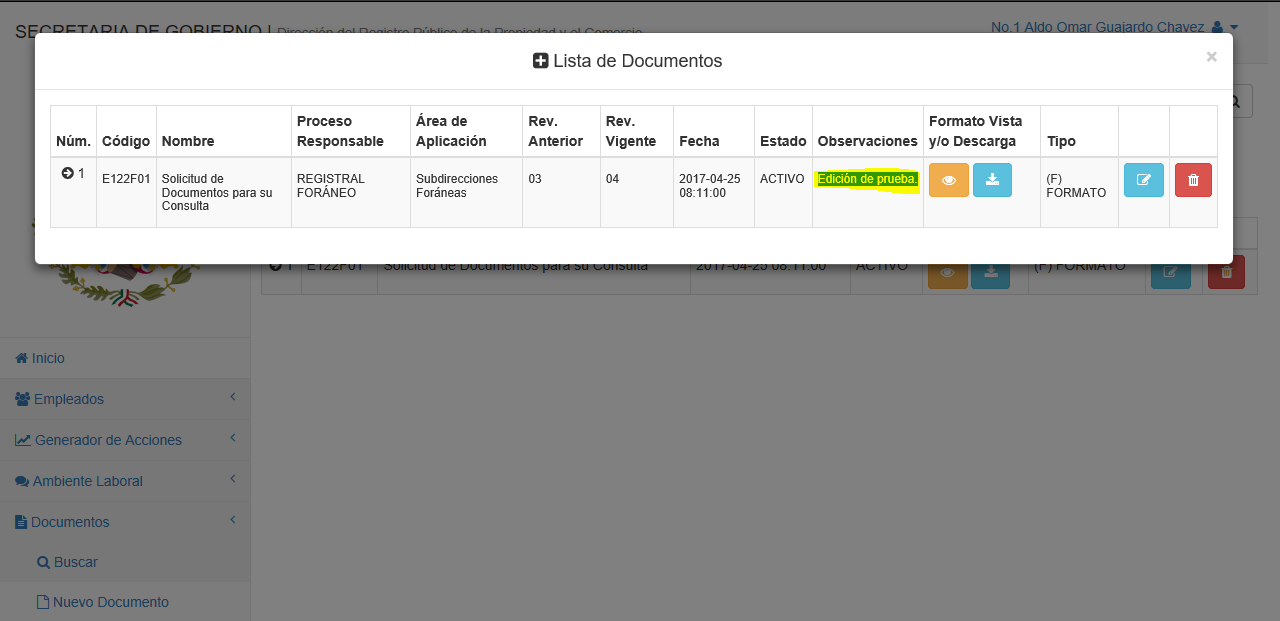 SECRETARIA DE GOBIERNO | Dirección del Registro Público de la Propiedad y el Comercio
No.1 Aldo Omar Guajardo Chavez
Lista de Documentos
×
Núm. Código Nombre Proceso Responsable Área de Aplicación Rev. Anterior Rev. Vigente Fecha Estado Observaciones Formato Vista y/o Descarga Tipo
1 E122F01 Solicitud de Documentos para su Consulta REGISTRAL FORÁNEO Subdirecciones Foráneas 03 04 2017-04-25 08:11:00 ACTIVO Edición de prueba. (F) FORMATO
1 E122F01 Solicitud de Documentos para su Consulta 2017-04-25 08:11:00 ACTIVO (F) FORMATO
Inicio
Empleados
Generador de Acciones
Ambiente Laboral
Documentos
Buscar
Nuevo Documento